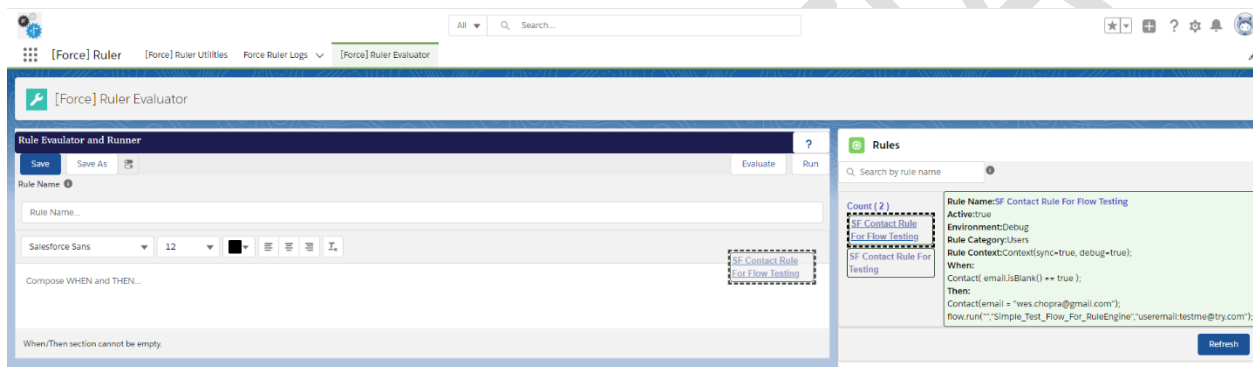 All
Search...
[Force] Ruler
[Force] Ruler Utilities
Force Ruler Logs
[Force] Ruler Evaluator
[Force] Ruler Evaluator
Rule Evaulator and Runner
?
Save
Save As
Evaluate
Run
Rule Name
Rule Name...
Salesforce Sans
12
SF Contact Rule
For Flow Testing
Compose WHEN and THEN...
When/Then section cannot be empty.
Rules
Search by rule name
Count ( 2 )
SF Contact Rule
For Flow Testing
SF Contact Rule For
Testing
Rule Name:SF Contact Rule For Flow Testing
Active:true
Environment:Debug
Rule Category:Users
Rule Context:Context(sync=true, debug=true);
When:
Contact( email.isBlank() == true );
Then:
Contact(email = "wes.chopra@gmail.com");
flow.run("","Simple_Test_Flow_For_RuleEngine","useremail:testme@try.com");
Refresh